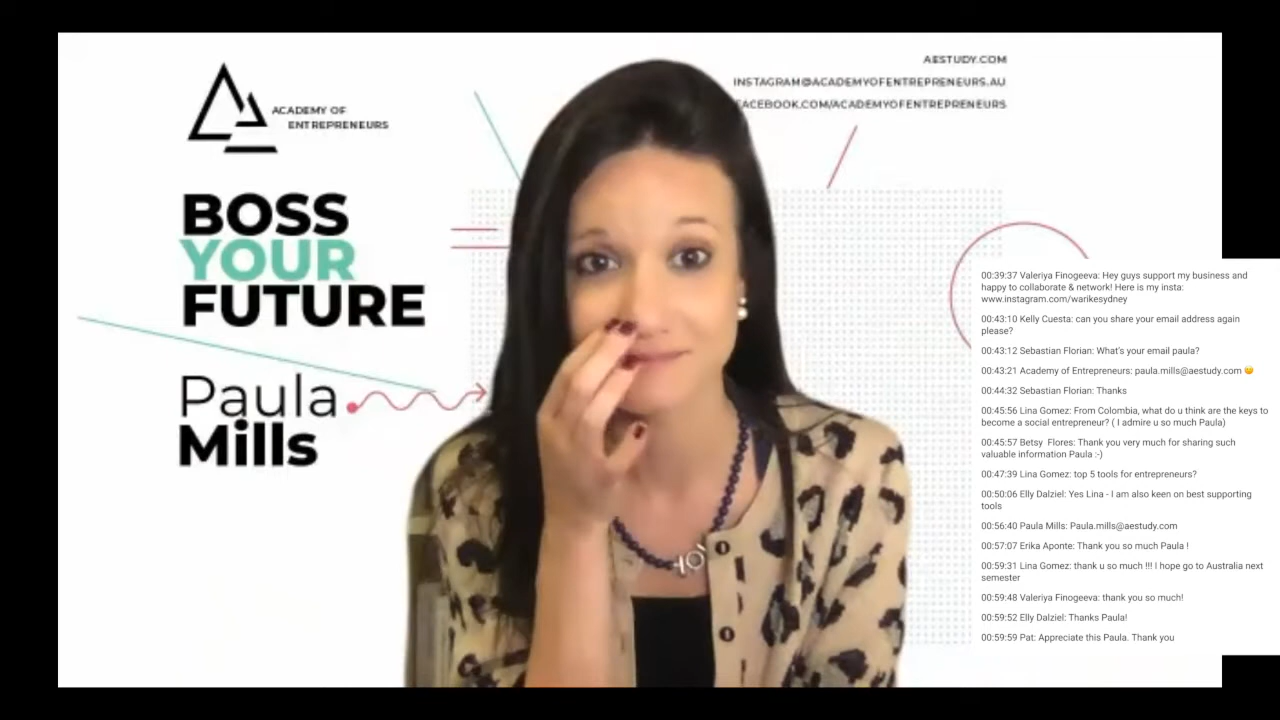 ACADEMY OF
ENTREPRENEURS
AESTUDY.COM
INSTAGRAM@ACADEMYOFENTREPRENEURS.AU
FACEBOOK.COM/ACADEMYOFENTREPRENEURS
BOSS
YOUR
FUTURE
Paula
Mills
00:39:37 Valeriya Finogeeva: Hey guys support my business and
happy to collaborate & network! Here is my insta:
www.instagram.com/warikesydney
00:43:10 Kelly Cuesta: can you share your email address again
please?
00:43:12 Sebastian Florian: What's your email paula?
00:43:21 Academy of Entrepreneurs: paula.mills@aestudy.com 😀
00:44:32 Sebastian Florian: Thanks
00:45:56 Lina Gomez: From Colombia, what do u think are the keys to
become a social entrepreneur? ( I admire u so much Paula)
00:45:57 Betsy Flores: Thank you very much for sharing such
valuable information Paula :-)
00:47:39 Lina Gomez: top 5 tools for entrepreneurs?
00:50:06 Elly Dalziel: Yes Lina - I am also keen on best supporting
tools
00:56:40 Paula Mills: Paula.mills@aestudy.com
00:57:07 Erika Aponte: Thank you so much Paula !
00:59:31 Lina Gomez: thank u so much !!! I hope go to Australia next
semester
00:59:48 Valeriya Finogeeva: thank you so much!
00:59:52 Elly Dalziel: Thanks Paula!
00:59:59 Pat: Appreciate this Paula. Thank you